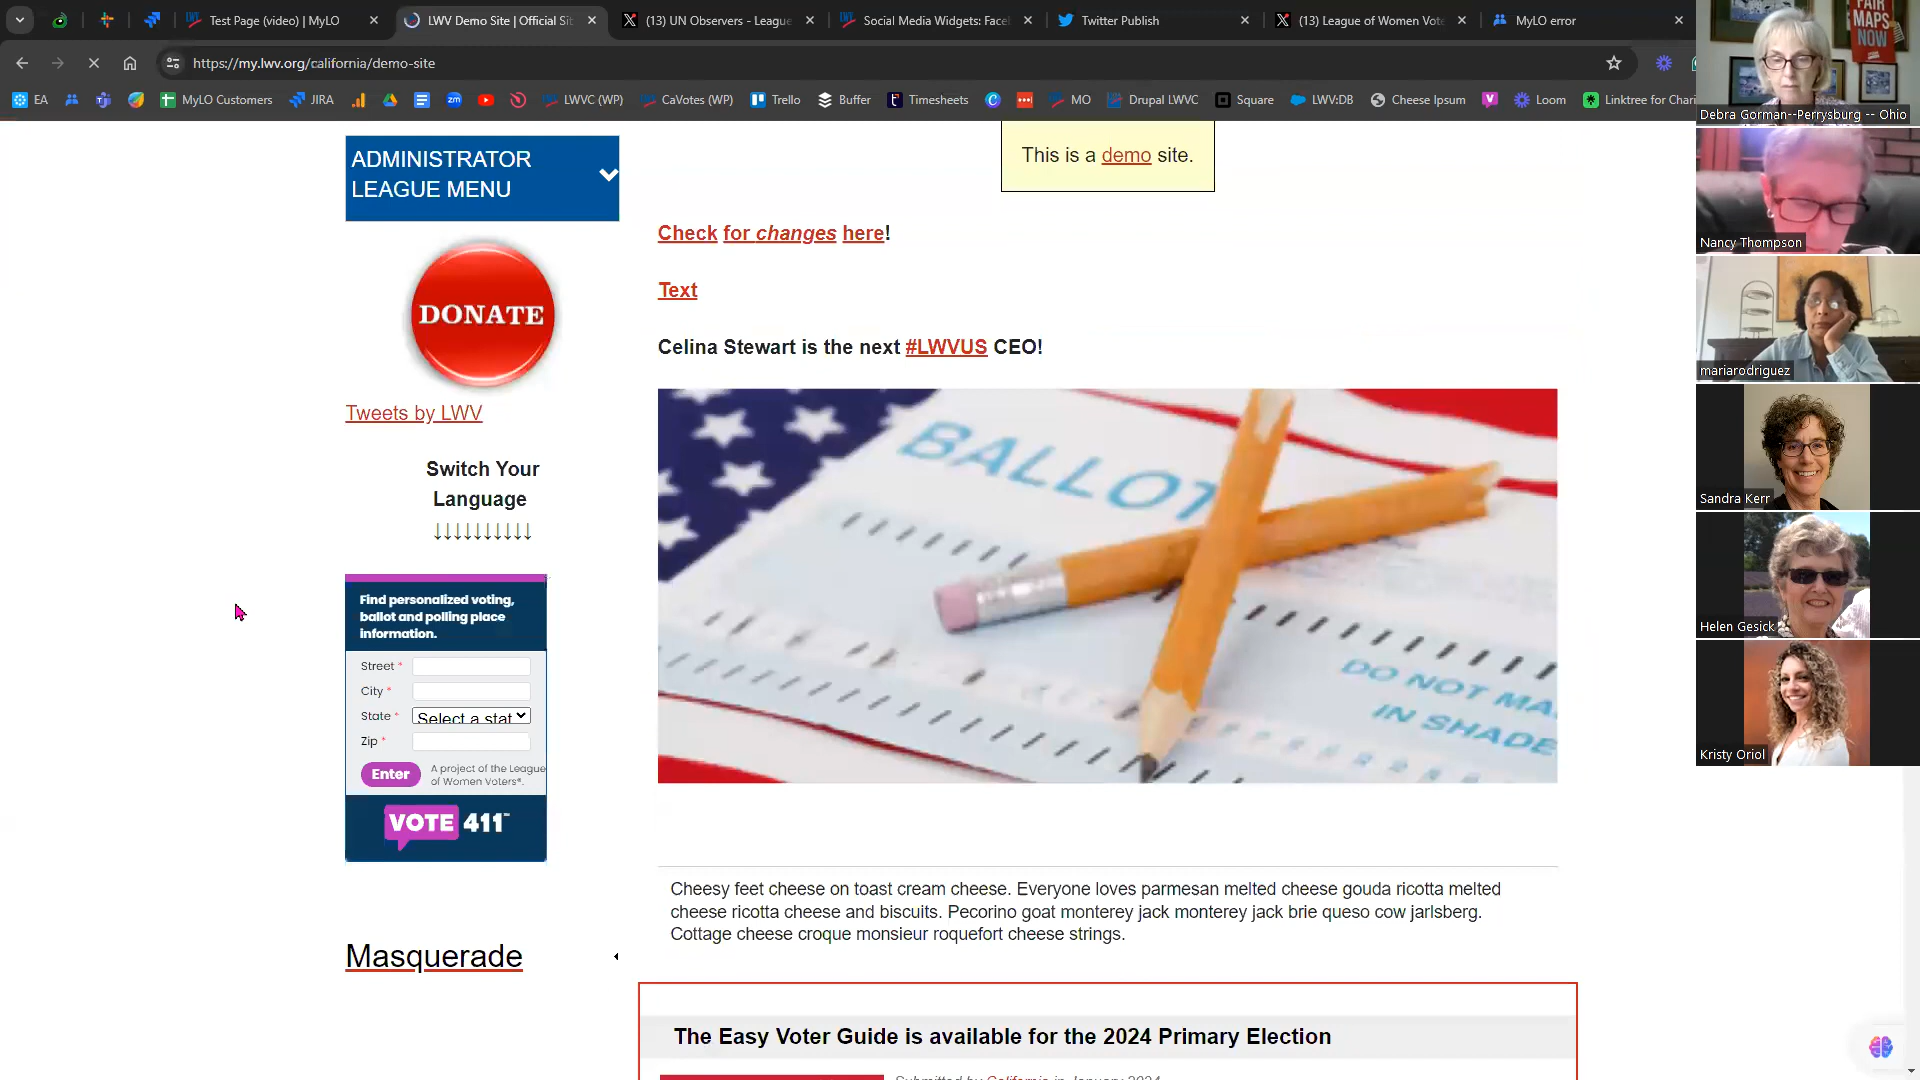 Test Page (video) | MyLO
LWV Demo Site | Official Sit
(13) UN Observers - League
Social Media Widgets: Faceb
Twitter Publish
(13) League of Women Vote
MyLO error
https://my.lwv.org/california/demo-site
EA
MyLO Customers
JIRA
LWVC (WP)
CaVotes (WP)
Trello
Buffer
Timesheets
MO
Drupal LWVC
Square
LWV:DB
Cheese Ipsum
Loom
Linktree for Chari
FAIR
MAPS
NOW
Debra Gorman--Perrysburg -- Ohio
Nancy Thompson
mariarodriguez
Sandra Kerr
Helen Gesick
Kristy Oriol
ADMINISTRATOR
LEAGUE MENU
DONATE
Tweets by LWV
Switch Your
Language
↓↓↓↓↓↓↓↓↓↓
Find personalized voting,
ballot and polling place
information.
Street *
City *
State * Select a stat
Zip *
Enter
A project of the League
of Women Voters®.
VOTE 411™
Masquerade
This is a demo site.
Check for changes here!
Text
Celina Stewart is the next #LWVUS CEO!
BALLOT
DO NOT MA
IN SHADE
Cheesy feet cheese on toast cream cheese. Everyone loves parmesan melted cheese gouda ricotta melted
cheese ricotta cheese and biscuits. Pecorino goat monterey jack monterey jack brie queso cow jarlsberg.
Cottage cheese croque monsieur roquefort cheese strings.
The Easy Voter Guide is available for the 2024 Primary Election
Submitted by California in January 2024